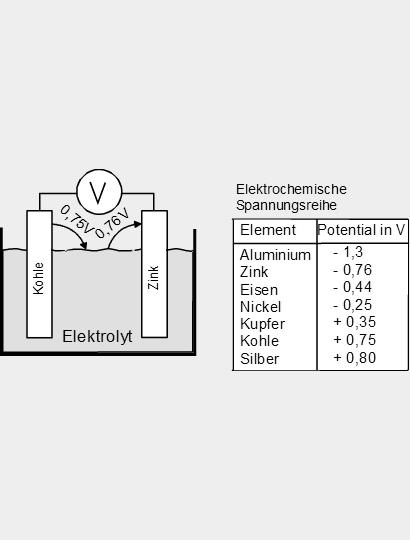 V
0,75V
0,76V
Kohle
Zink
Elektrolyt
Elektrochemische
Spannungsreihe
Element Potential in V
Aluminium - 1,3
Zink - 0,76
Eisen - 0,44
Nickel - 0,25
Kupfer + 0,35
Kohle + 0,75
Silber + 0,80